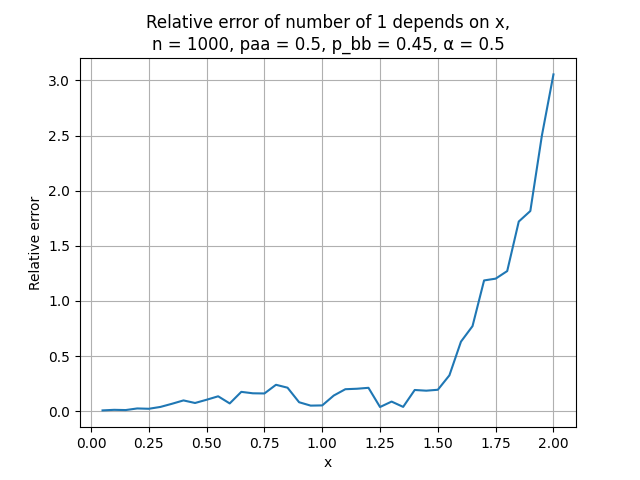 Relative error of number of 1 depends on x,
n = 1000, paa = 0.5, p_bb = 0.45, α = 0.5
3.0
2.5
2.0
1.5
1.0
0.5
0.0
Relative error
0.00 0.25 0.50 0.75 1.00 1.25 1.50 1.75 2.00
x